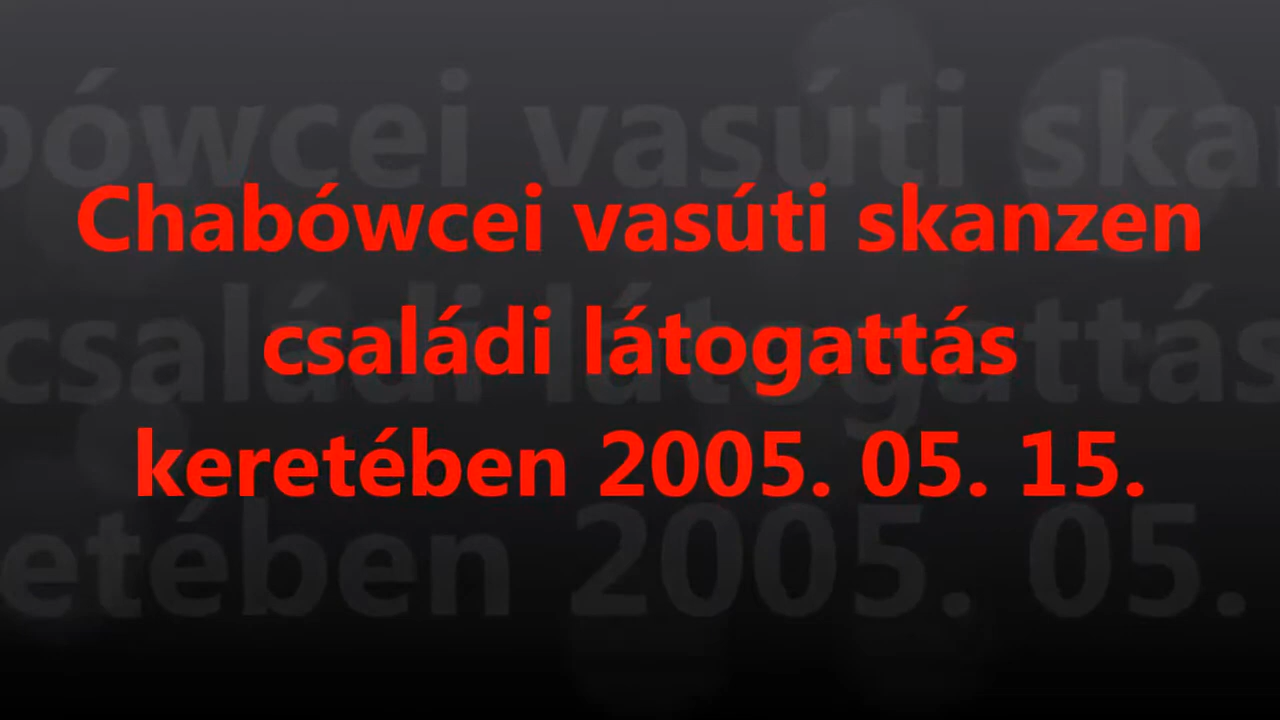 Chabówcei vasúti skanzen
családi látogattás
keretében 2005. 05. 15.